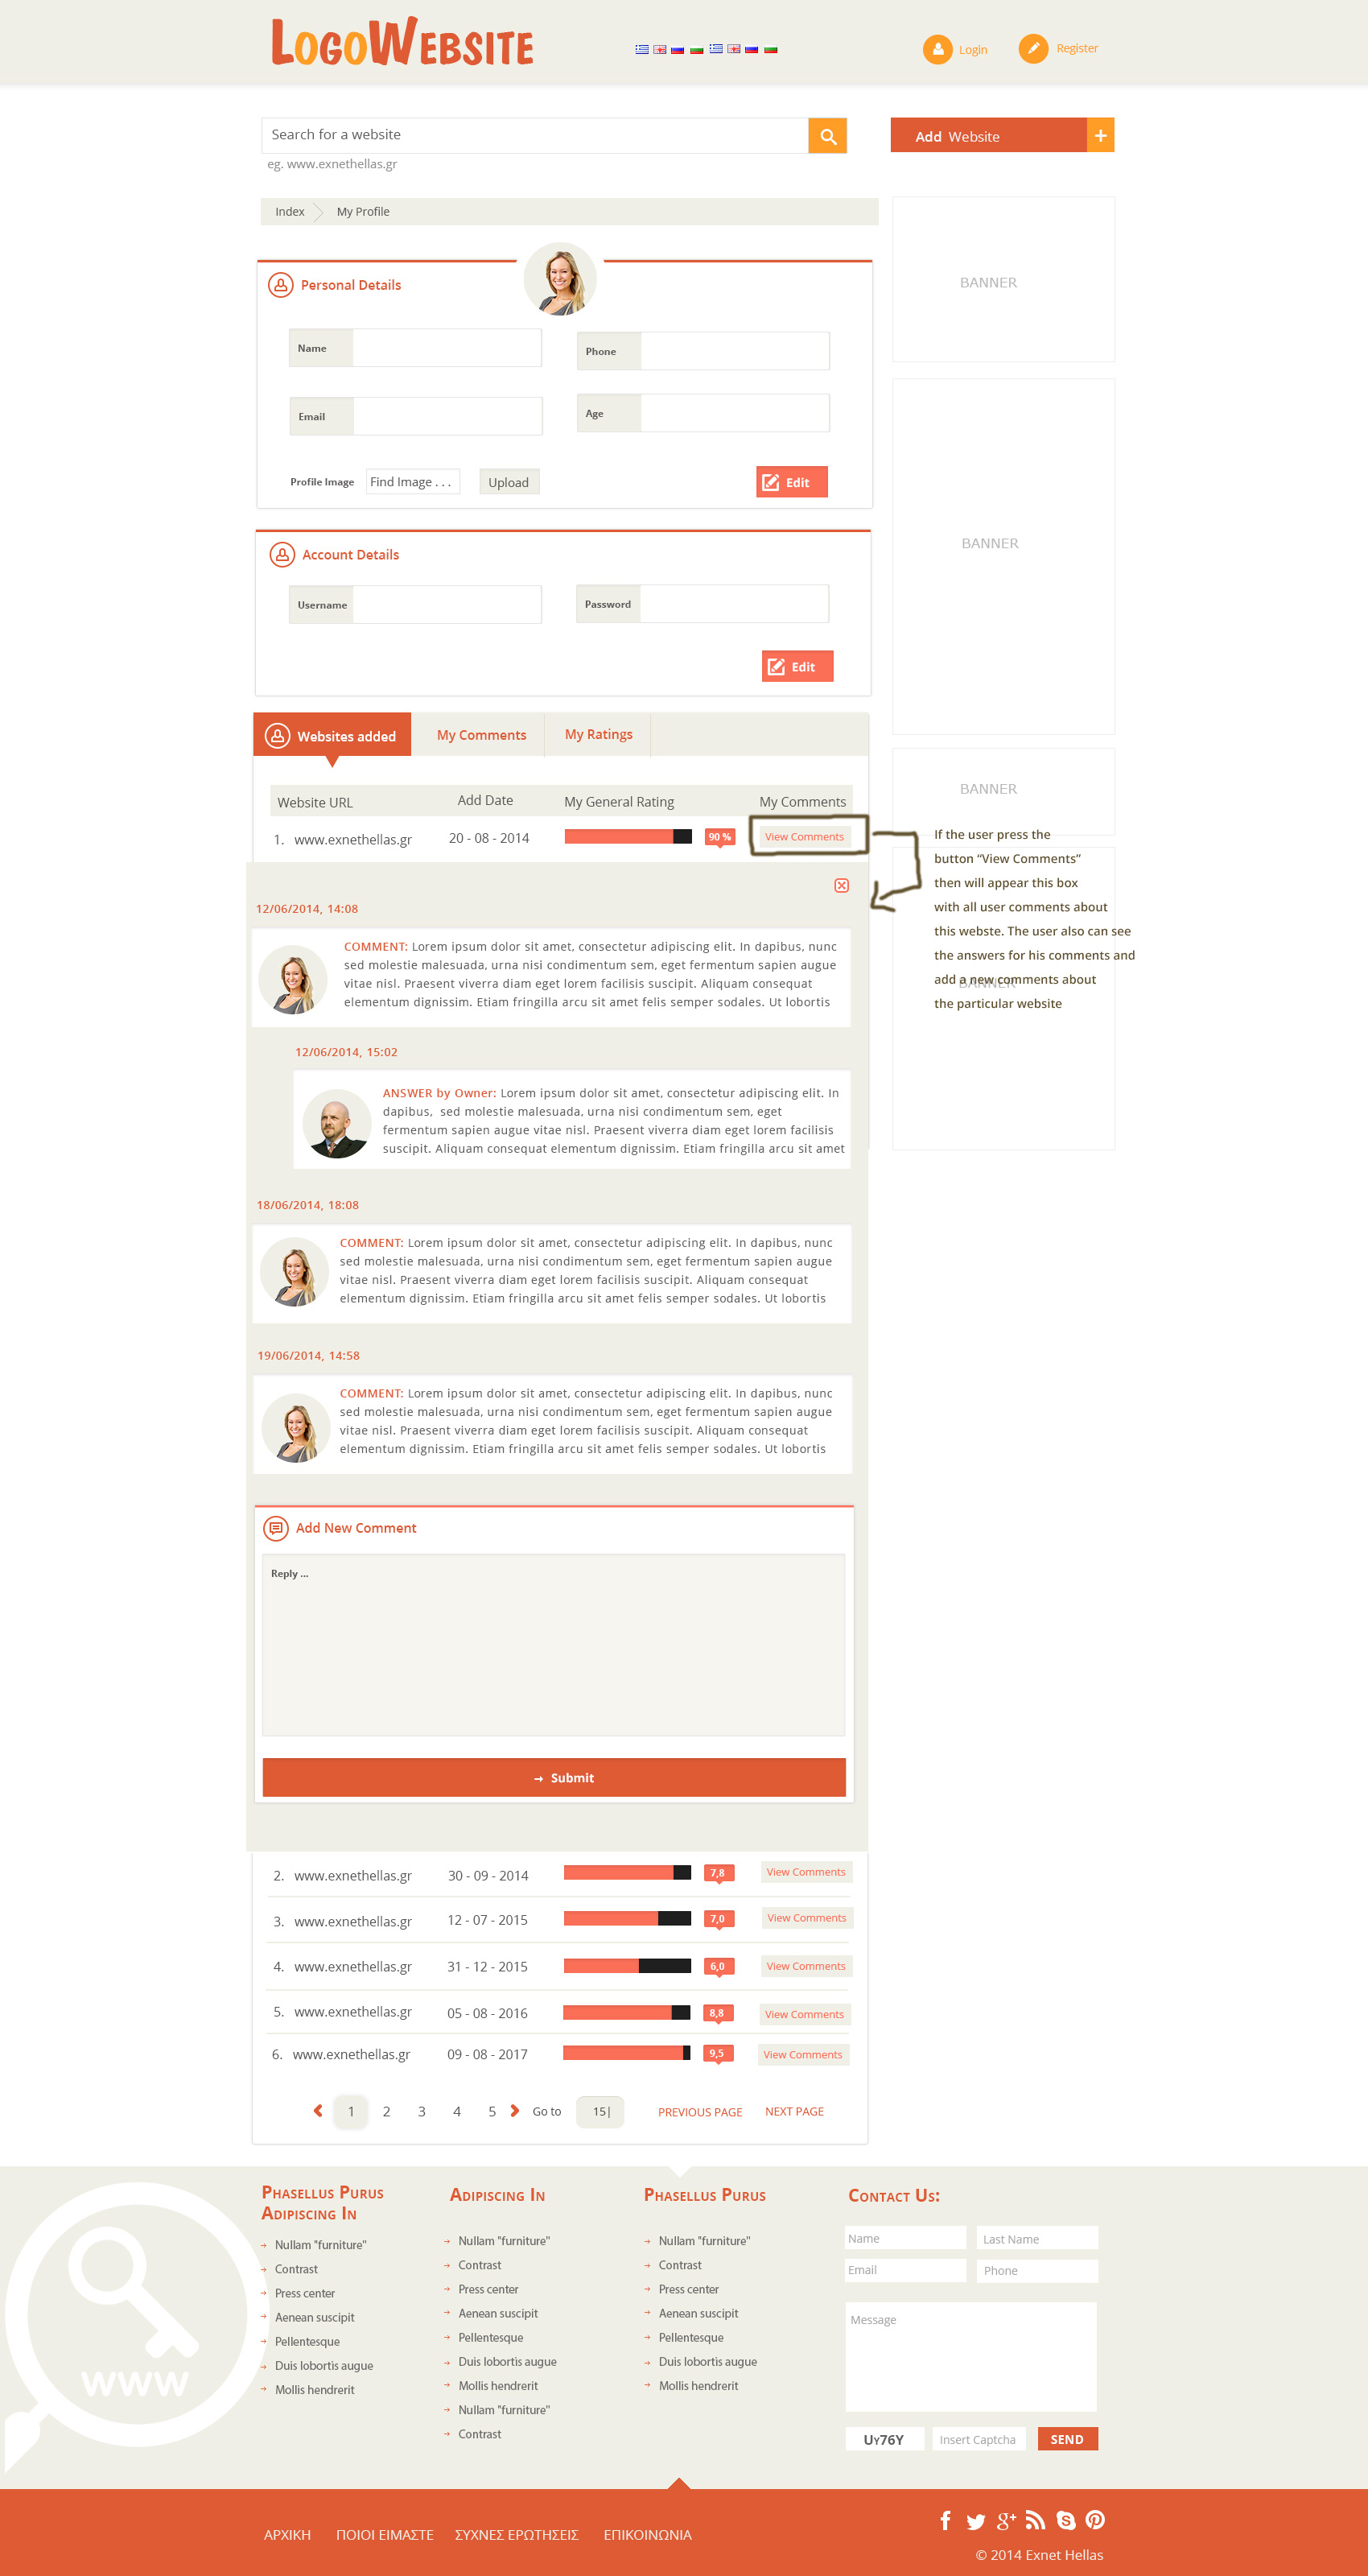 LOGOWEBSITE
Login
Register
Search for a website
eg. www.exnethellas.gr
Add Website
Index
My Profile
BANNER
Personal Details
Name
Phone
Email
Age
Profile Image
Find Image . . .
Upload
Edit
BANNER
Account Details
Username
Password
Edit
Websites added
My Comments
My Ratings
BANNER
Website URL
Add Date
My General Rating
My Comments
1. www.exnethellas.gr
20 - 08 - 2014
90 %
View Comments
If the user press the
button “View Comments”
then will appear this box
with all user comments about
this webste. The user also can see
the answers for his comments and
add a new comments about
the particular website
BANNER
12/06/2014, 14:08
COMMENT: Lorem ipsum dolor sit amet, consectetur adipiscing elit. In dapibus, nunc
sed molestie malesuada, urna nisi condimentum sem, eget fermentum sapien augue
vitae nisl. Praesent viverra diam eget lorem facilisis suscipit. Aliquam consequat
elementum dignissim. Etiam fringilla arcu sit amet felis semper sodales. Ut lobortis
12/06/2014, 15:02
ANSWER by Owner: Lorem ipsum dolor sit amet, consectetur adipiscing elit. In
dapibus, sed molestie malesuada, urna nisi condimentum sem, eget
fermentum sapien augue vitae nisl. Praesent viverra diam eget lorem facilisis
suscipit. Aliquam consequat elementum dignissim. Etiam fringilla arcu sit amet
18/06/2014, 18:08
COMMENT: Lorem ipsum dolor sit amet, consectetur adipiscing elit. In dapibus, nunc
sed molestie malesuada, urna nisi condimentum sem, eget fermentum sapien augue
vitae nisl. Praesent viverra diam eget lorem facilisis suscipit. Aliquam consequat
elementum dignissim. Etiam fringilla arcu sit amet felis semper sodales. Ut lobortis
19/06/2014, 14:58
COMMENT: Lorem ipsum dolor sit amet, consectetur adipiscing elit. In dapibus, nunc
sed molestie malesuada, urna nisi condimentum sem, eget fermentum sapien augue
vitae nisl. Praesent viverra diam eget lorem facilisis suscipit. Aliquam consequat
elementum dignissim. Etiam fringilla arcu sit amet felis semper sodales. Ut lobortis
Add New Comment
Reply ...
Submit
2. www.exnethellas.gr
30 - 09 - 2014
7,8
View Comments
3. www.exnethellas.gr
12 - 07 - 2015
7,0
View Comments
4. www.exnethellas.gr
31 - 12 - 2015
6,0
View Comments
5. www.exnethellas.gr
05 - 08 - 2016
8,8
View Comments
6. www.exnethellas.gr
09 - 08 - 2017
9,5
View Comments
1 2 3 4 5
Go to
15|
PREVIOUS PAGE
NEXT PAGE
www
Phasellus Purus
Adipiscing In
Nullam "furniture"
Contrast
Press center
Aenean suscipit
Pellentesque
Duis lobortis augue
Mollis hendrerit
Adipiscing In
Nullam "furniture"
Contrast
Press center
Aenean suscipit
Pellentesque
Duis lobortis augue
Mollis hendrerit
Nullam "furniture"
Contrast
Phasellus Purus
Nullam "furniture"
Contrast
Press center
Aenean suscipit
Pellentesque
Duis lobortis augue
Mollis hendrerit
Contact Us:
Name
Last Name
Email
Phone
Message
Uy76Y
Insert Captcha
SEND
ΑΡΧΙΚΗ
ΠΟΙΟΙ ΕΙΜΑΣΤΕ
ΣΥΧΝΕΣ ΕΡΩΤΗΣΕΙΣ
ΕΠΙΚΟΙΝΩΝΙΑ
© 2014 Exnet Hellas